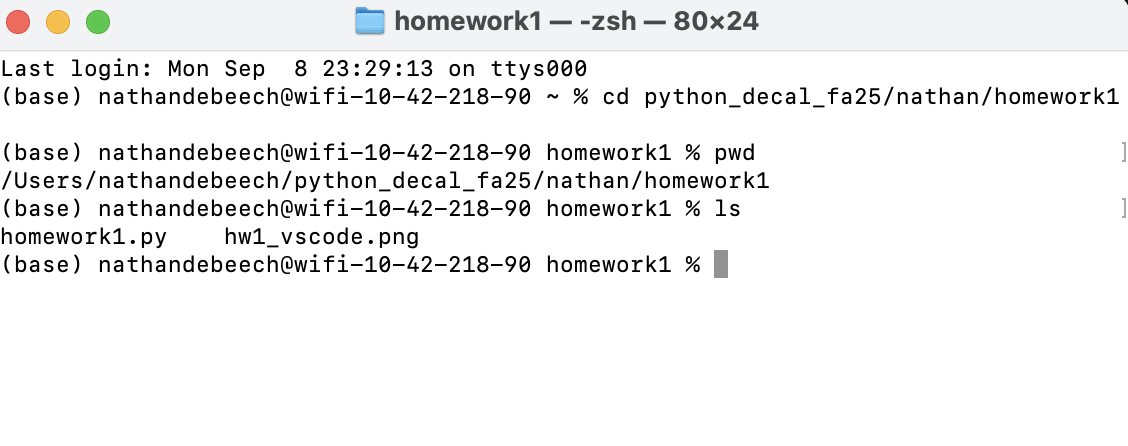 homework1 — -zsh — 80×24
Last login: Mon Sep  8 23:29:13 on ttys000
(base) nathandebeech@wifi-10-42-218-90 ~ % cd python_decal_fa25/nathan/homework1
(base) nathandebeech@wifi-10-42-218-90 homework1 % pwd
/Users/nathandebeech/python_decal_fa25/nathan/homework1
(base) nathandebeech@wifi-10-42-218-90 homework1 % ls
homework1.py    hw1_vscode.png
(base) nathandebeech@wifi-10-42-218-90 homework1 %